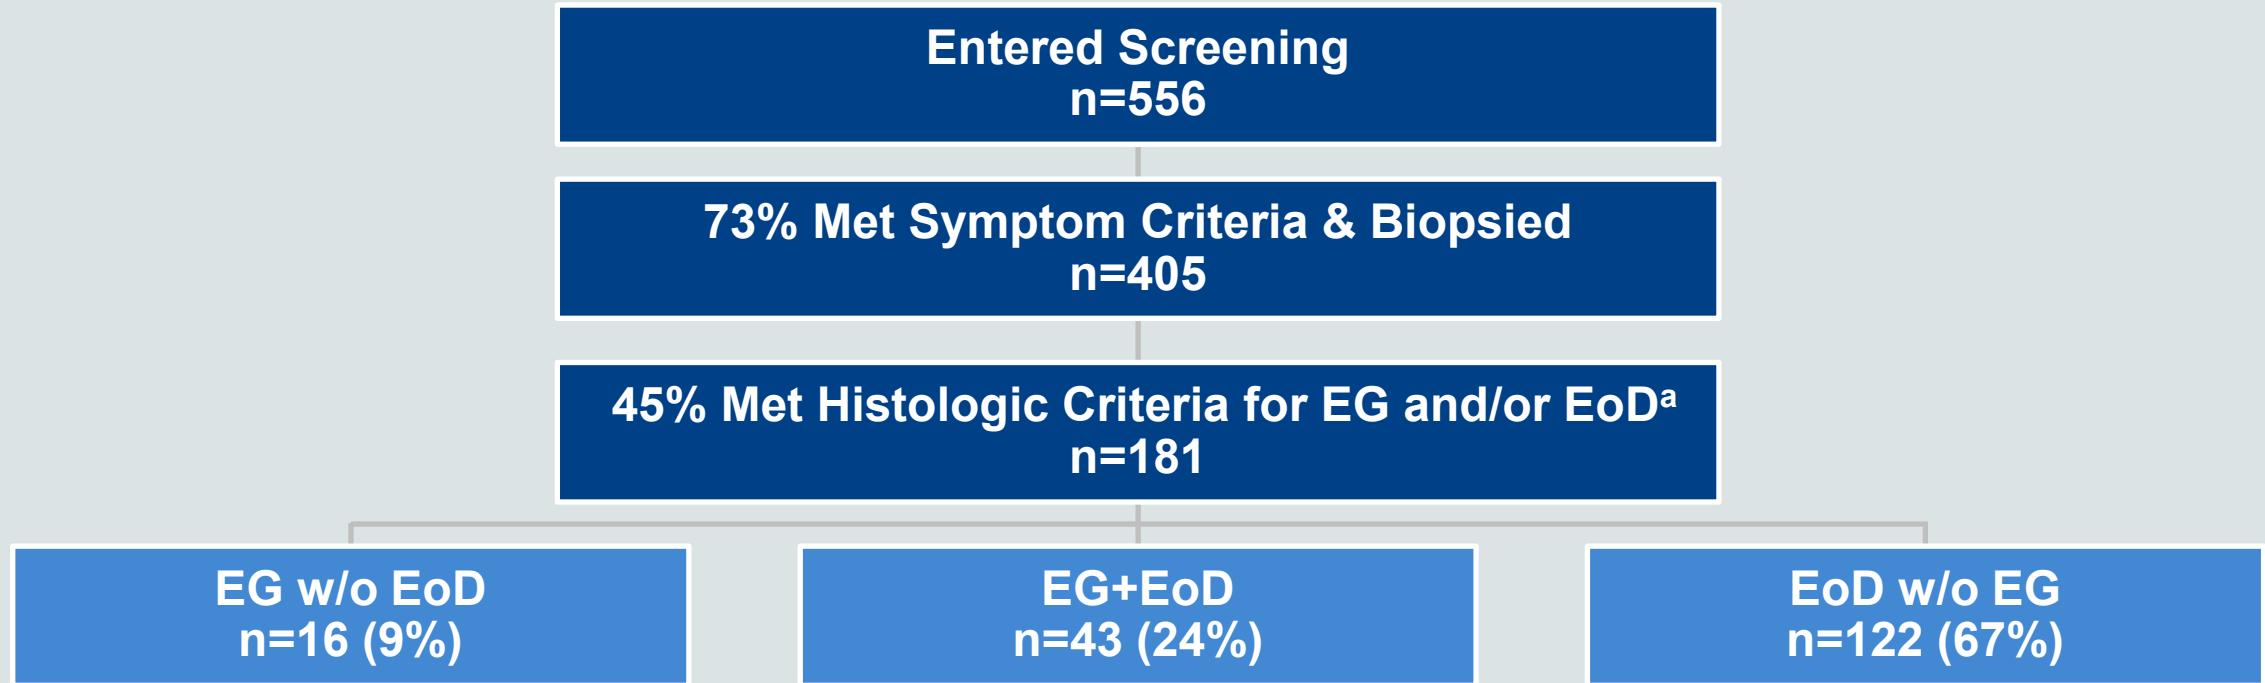 Entered Screening
n=556
73% Met Symptom Criteria & Biopsied
n=405
45% Met Histologic Criteria for EG and/or EoDᵃ
n=181
EG w/o EoD
n=16 (9%)
EG+EoD
n=43 (24%)
EoD w/o EG
n=122 (67%)